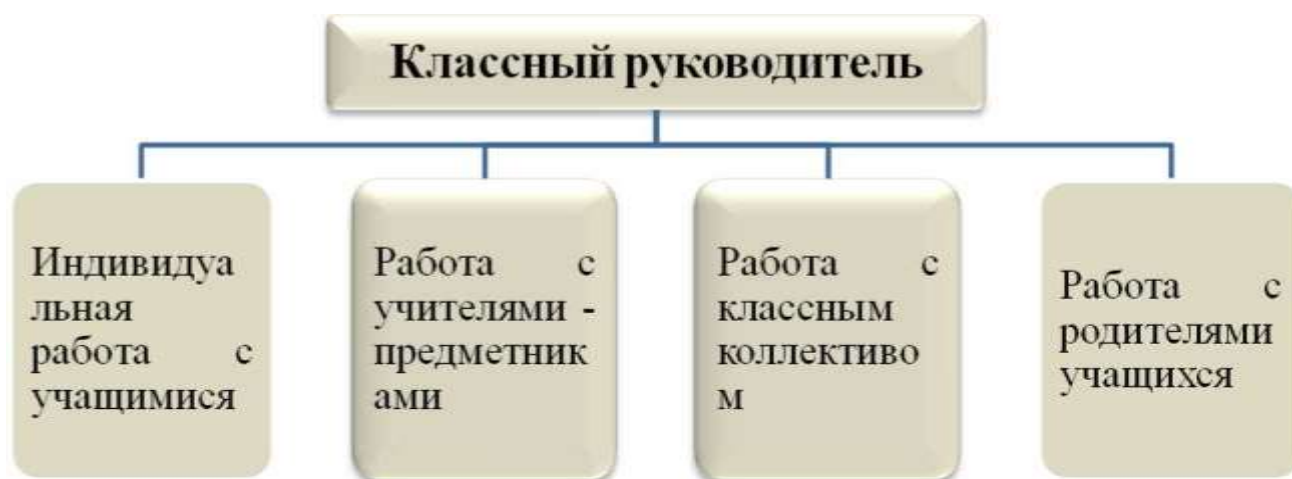 Классный руководитель
Индивидуа
льная
работа с
учащимися
Работа с
учителями -
предметник
ами
Работа с
классным
коллективо
м
Работа с
родителями
учащихся